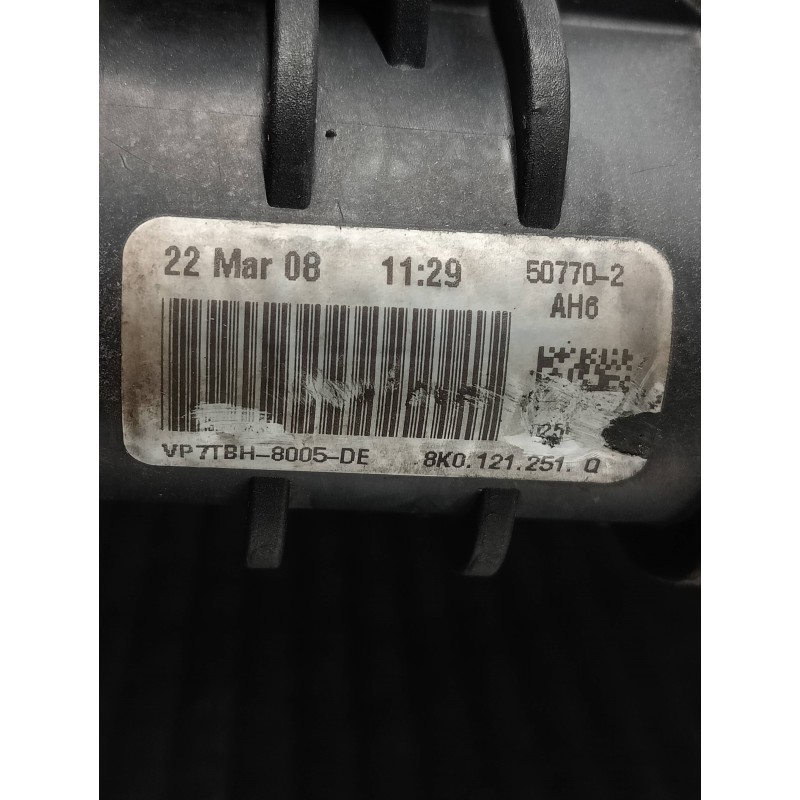 22 Mar 08 11:29 50770-2
AH6
VP7TBH-8005-DE 8K0.121.251. Q